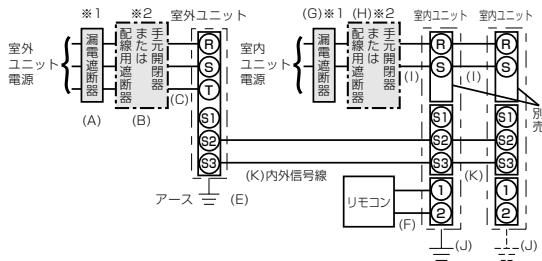 ※1 ※2 室外ユニット (G)※1 (H)※2 室内ユニット 室内ユニット
室外
ユニット
電源
漏電遮断器
手元開閉器
または
配線用遮断器
(A)
(B)
(C)
R
S
T
S1
S2
S3
アース
(E)
室内
ユニット
電源
漏電遮断器
手元開閉器
または
配線用遮断器
(I)
(I)
R
S
R
S
別売
S1
S2
S3
S1
S2
S3
(K)内外信号線
(K)
リモコン
(F)
1
2
1
2
(J)
(J)